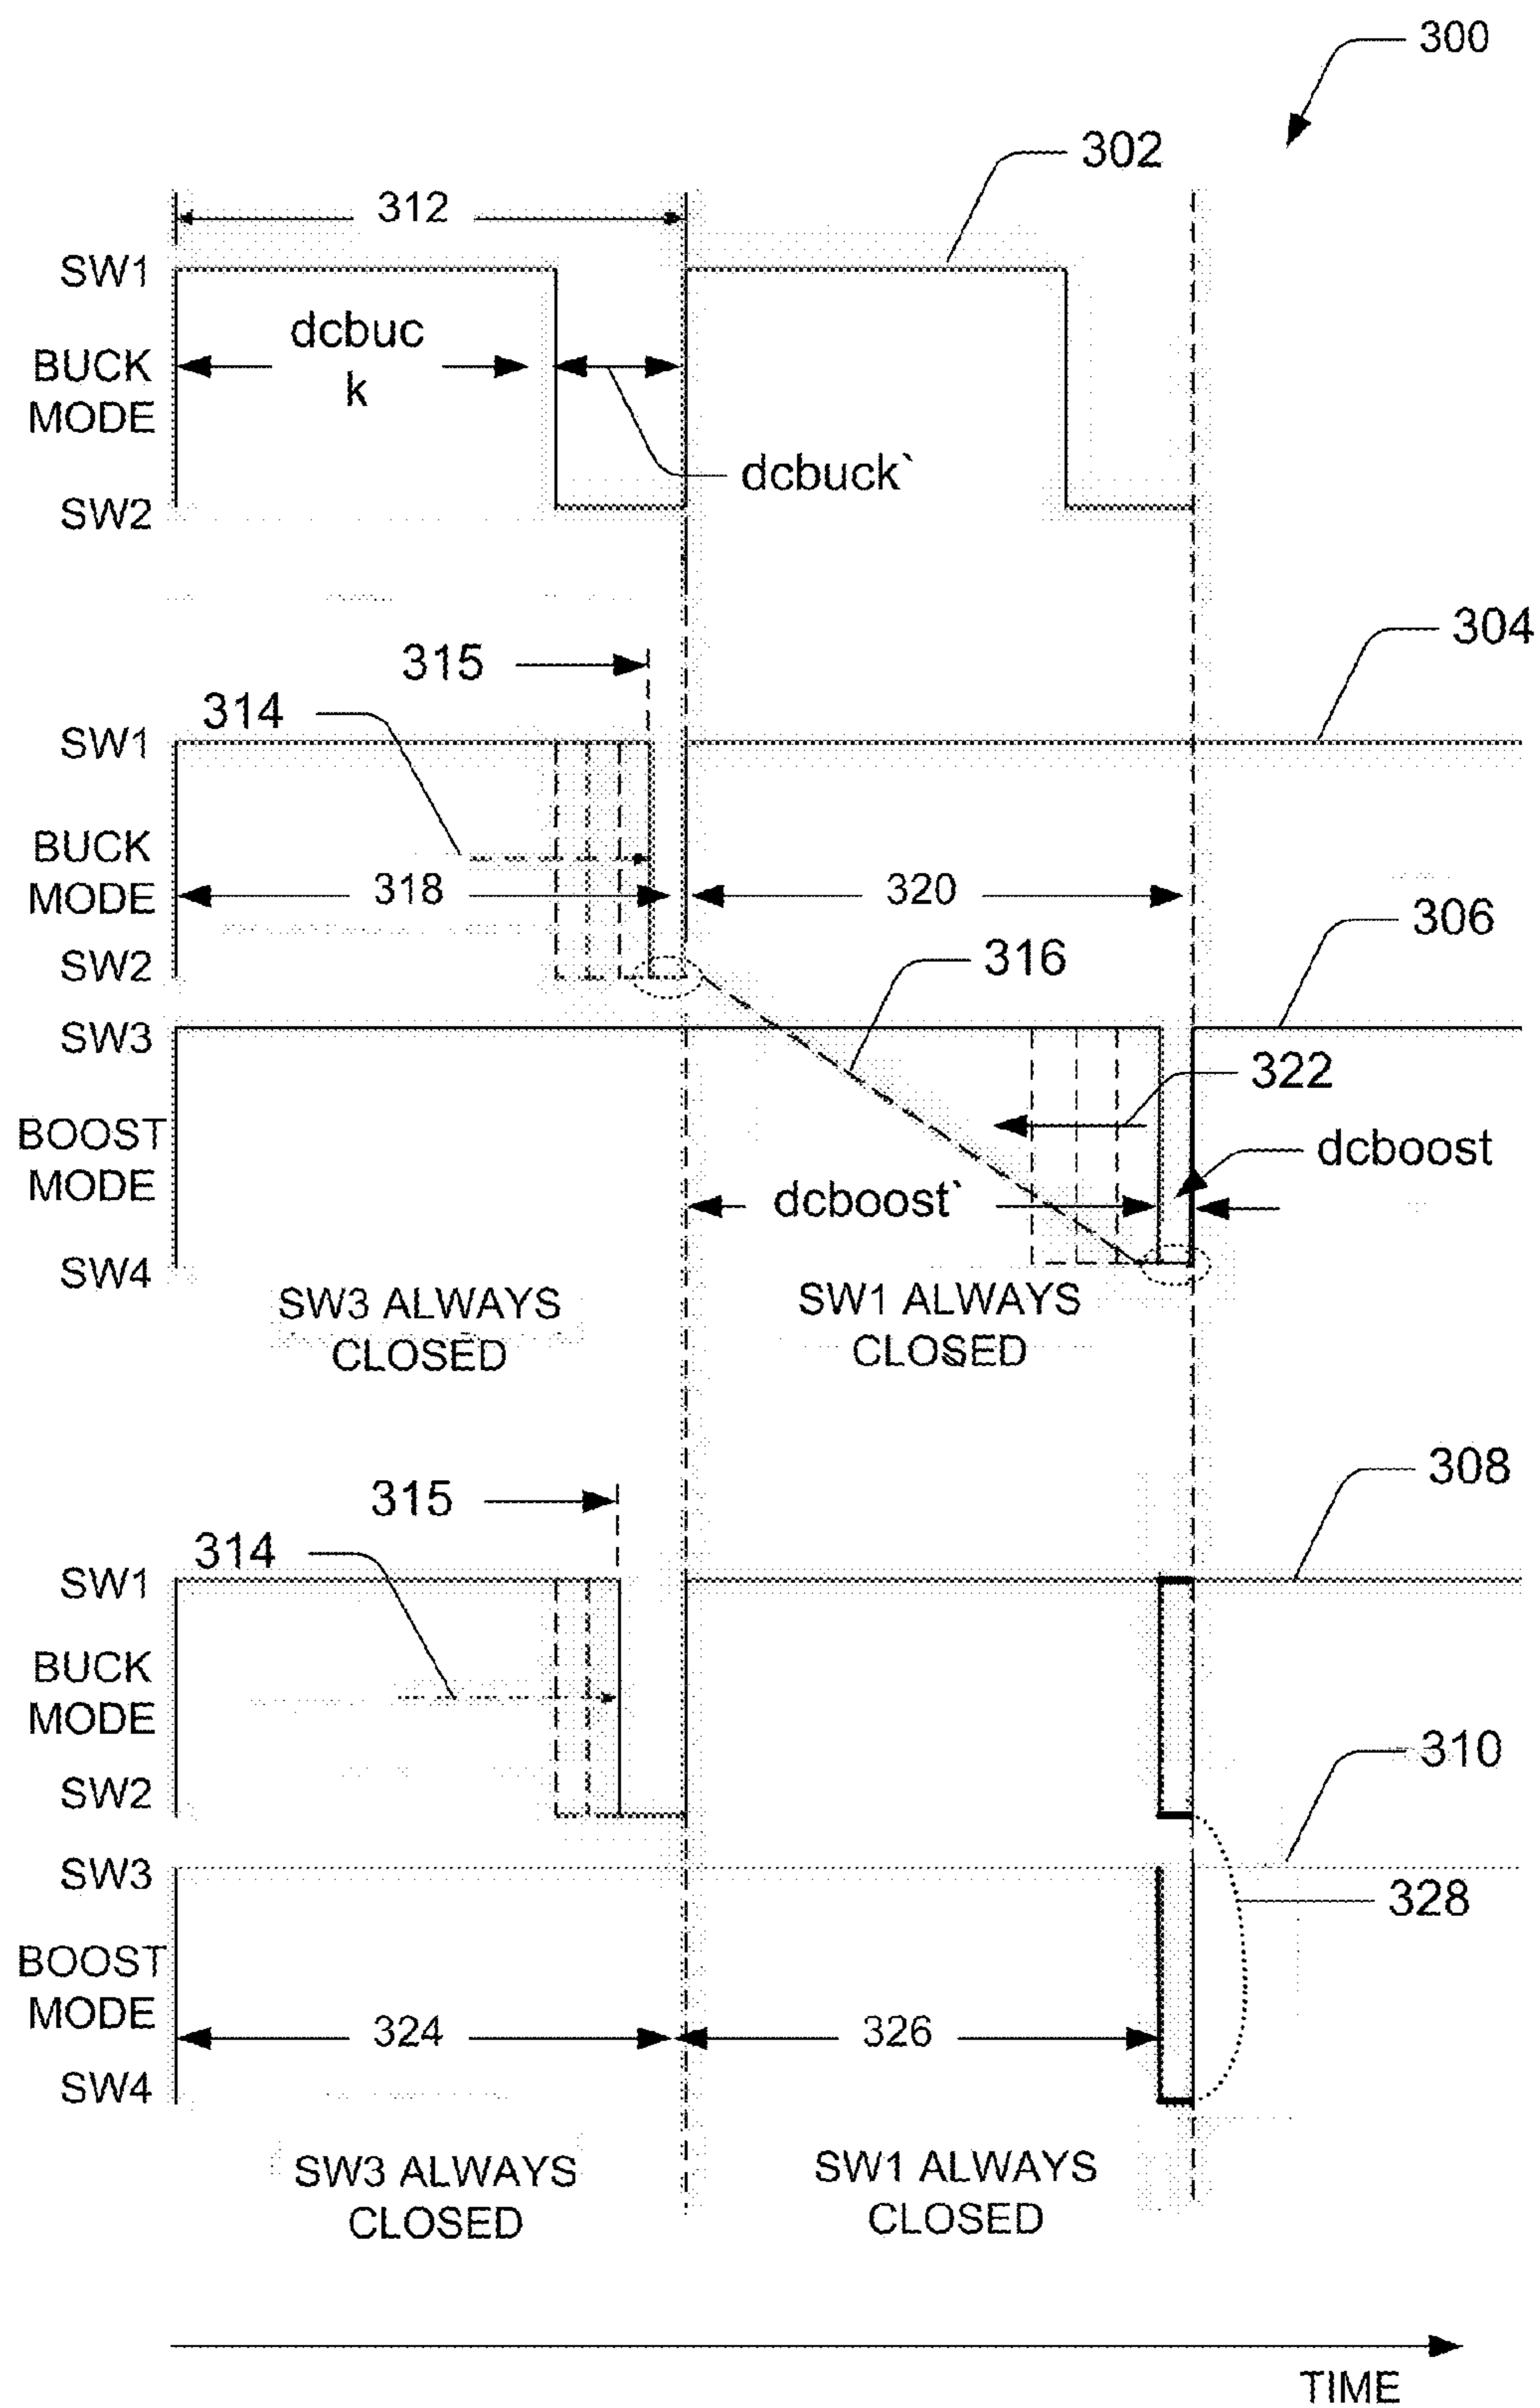 300
302
312
SW1
dcbuc
k
BUCK
MODE
dcbuck`
SW2
304
315
314
SW1
BUCK
MODE
318
320
306
SW2
316
SW3
322
BOOST
MODE
dcboost
dcboost`
SW4
SW3 ALWAYS
CLOSED
SW1 ALWAYS
CLOSED
308
315
314
SW1
BUCK
MODE
310
SW2
SW3
328
BOOST
MODE
324
326
SW4
SW3 ALWAYS
CLOSED
SW1 ALWAYS
CLOSED
TIME